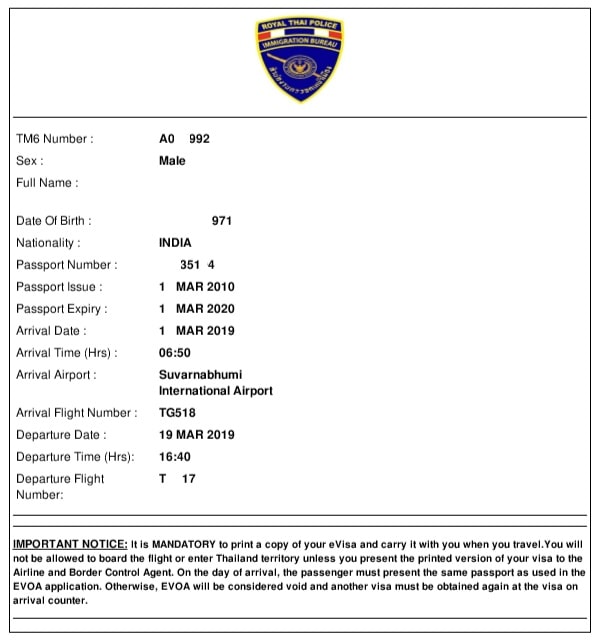 ROYAL THAI POLICE
IMMIGRATION BUREAU
TM6 Number : A0 992
Sex : Male
Full Name :
Date Of Birth : 971
Nationality : INDIA
Passport Number : 351 4
Passport Issue : 1 MAR 2010
Passport Expiry : 1 MAR 2020
Arrival Date : 1 MAR 2019
Arrival Time (Hrs) : 06:50
Arrival Airport : Suvarnabhumi
International Airport
Arrival Flight Number : TG518
Departure Date : 19 MAR 2019
Departure Time (Hrs): 16:40
Departure Flight T 17
Number:
IMPORTANT NOTICE: It is MANDATORY to print a copy of your eVisa and carry it with you when you travel.You will
not be allowed to board the flight or enter Thailand territory unless you present the printed version of your visa to the
Airline and Border Control Agent. On the day of arrival, the passenger must present the same passport as used in the
EVOA application. Otherwise, EVOA will be considered void and another visa must be obtained again at the visa on
arrival counter.